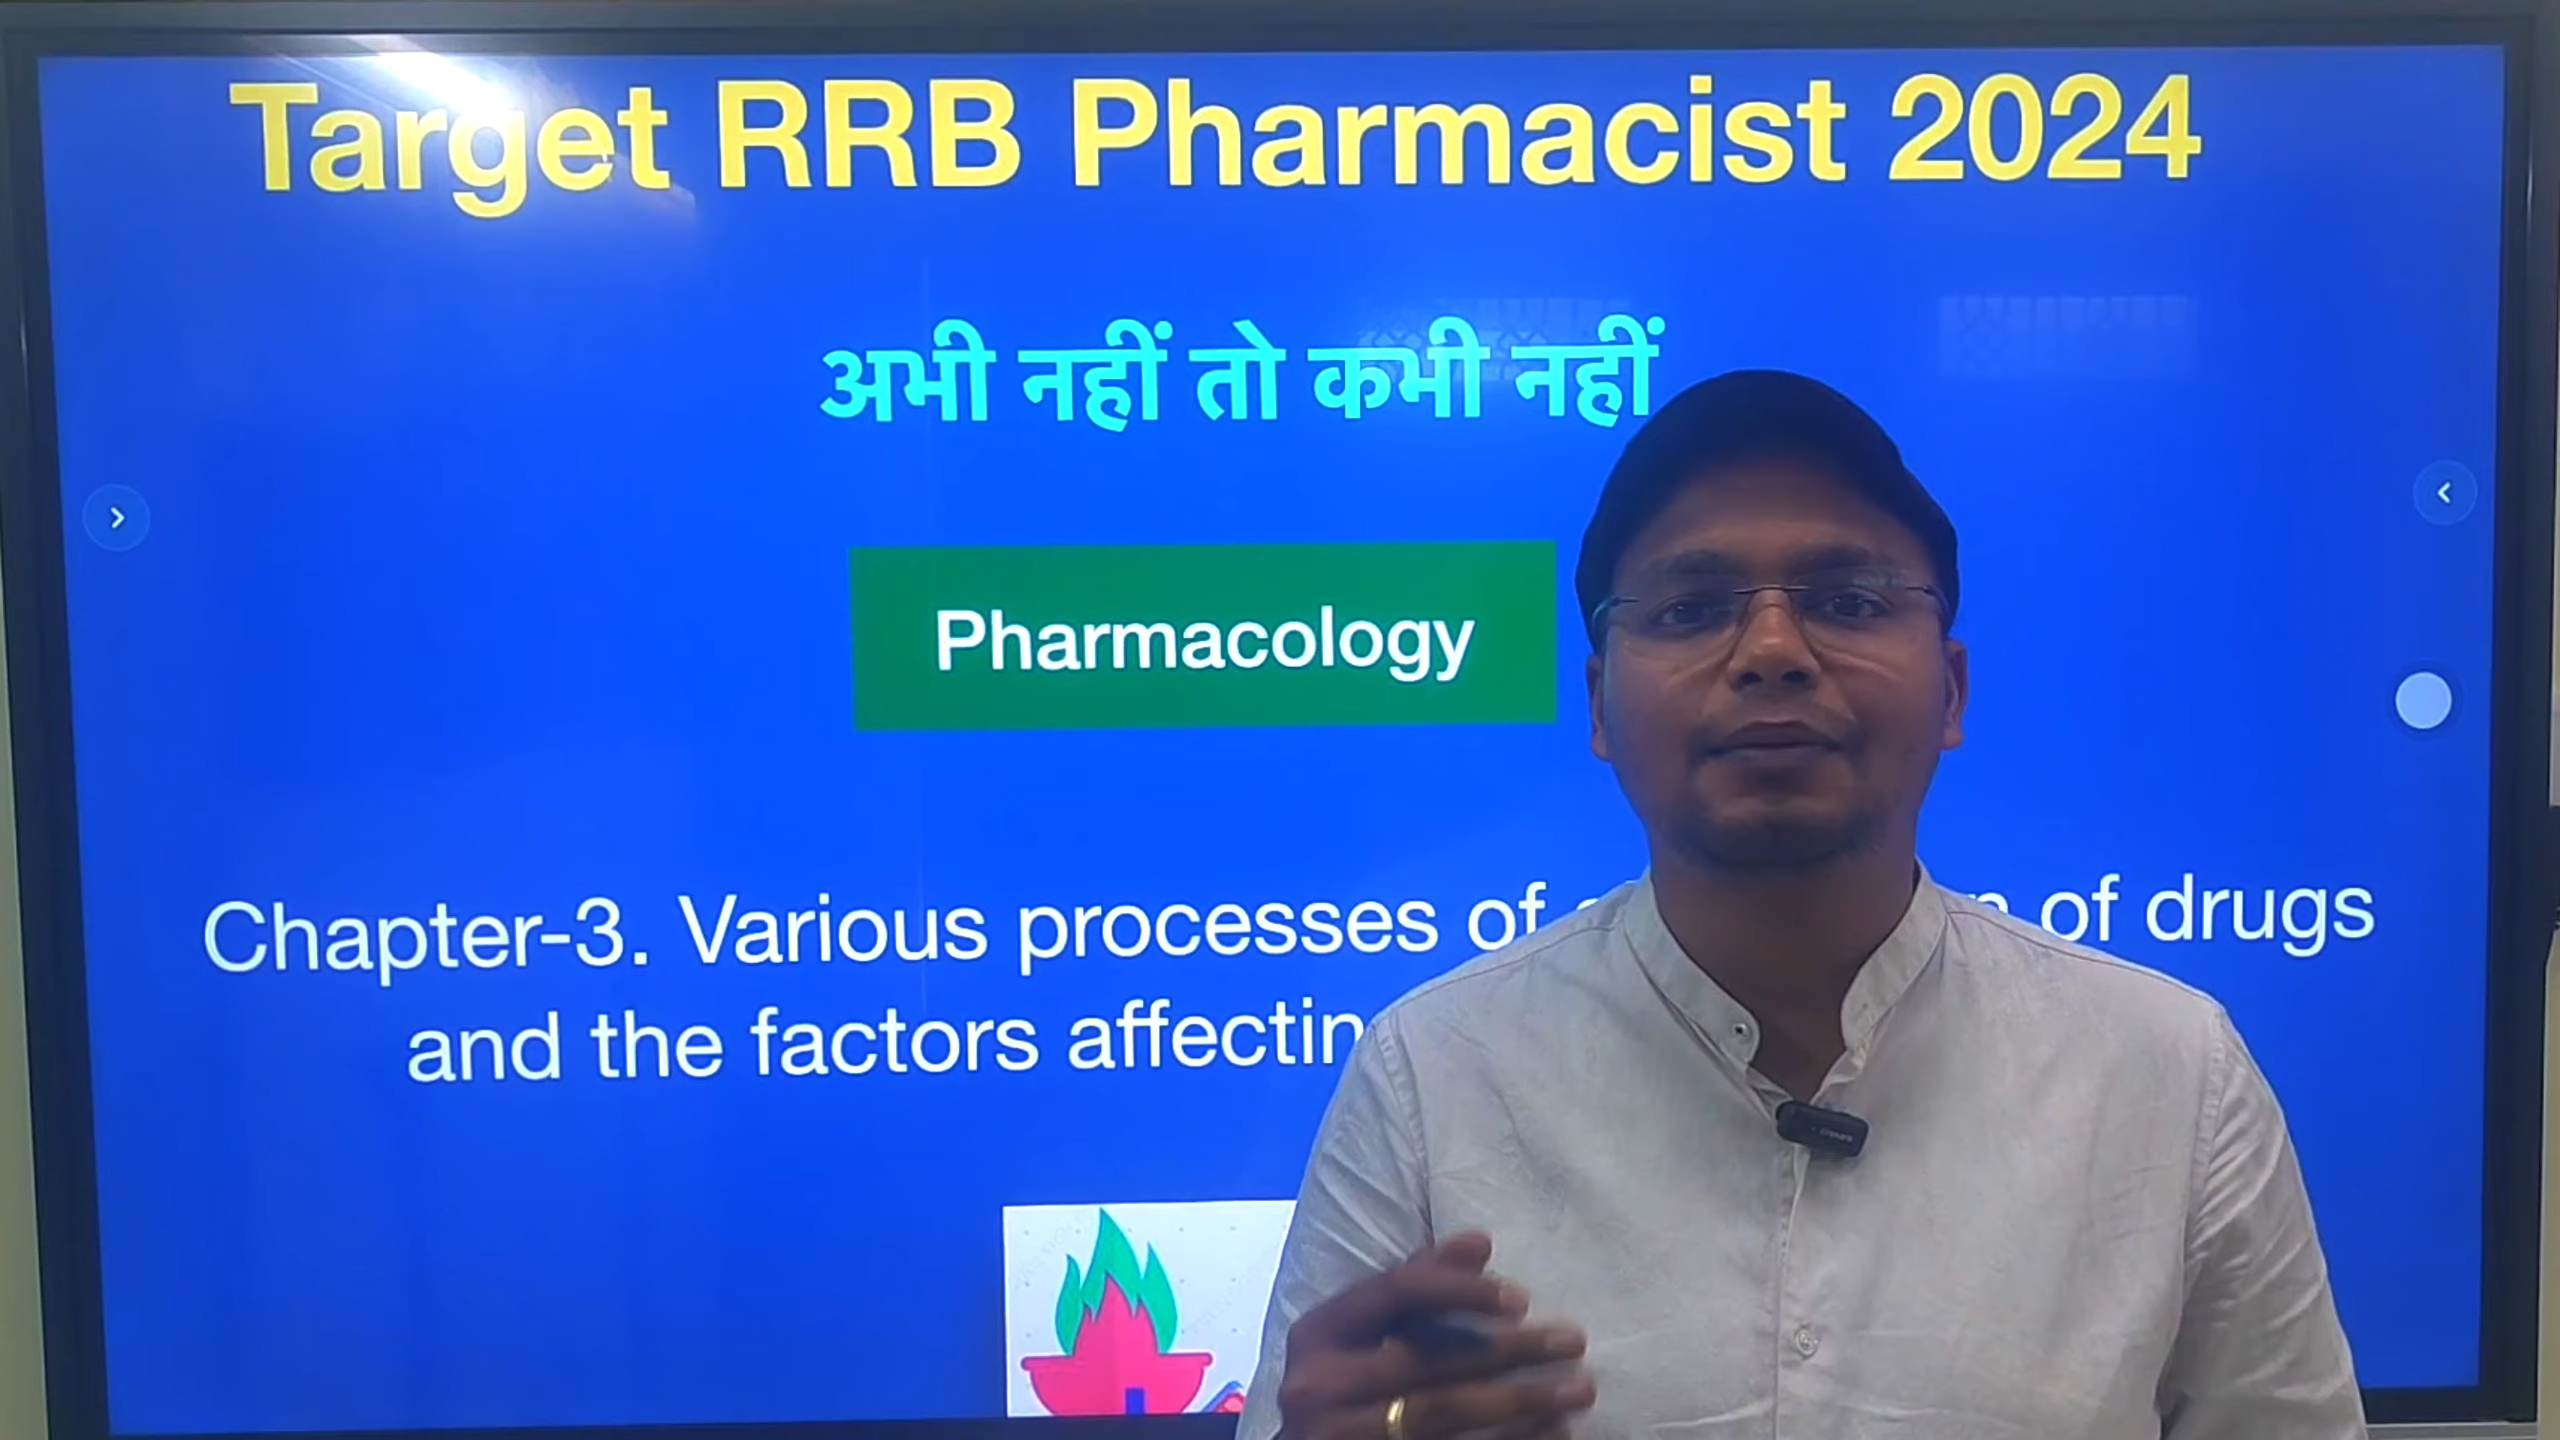 Target RRB Pharmacist 2024
अभी नहीं तो कभी नहीं
Pharmacology
Chapter-3. Various processes of of drugs
and the factors